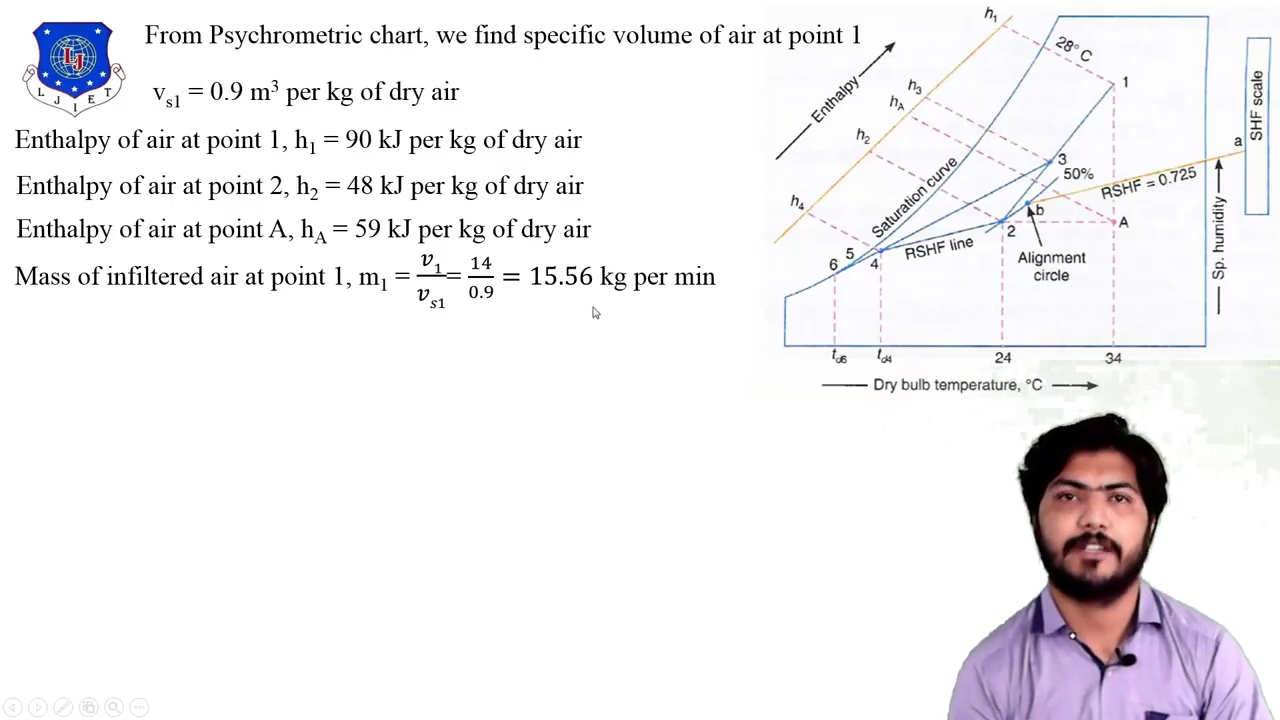 From Psychrometric chart, we find specific volume of air at point 1
vs1 = 0.9 m³ per kg of dry air
Enthalpy of air at point 1, h1 = 90 kJ per kg of dry air
Enthalpy of air at point 2, h2 = 48 kJ per kg of dry air
Enthalpy of air at point A, hA = 59 kJ per kg of dry air
Mass of infiltered air at point 1, m1 = v1/vs1 = 14/0.9 = 15.56 kg per min
LJ
L J I E T
h1
28° C
1
Enthalpy
h3
hA
h2
h4
Saturation curve
3
50%
RSHF = 0.725
a
SHF scale
b
A
2
RSHF line
Alignment
circle
Sp. humidity
6
5
4
td6
td4
24
34
Dry bulb temperature, °C